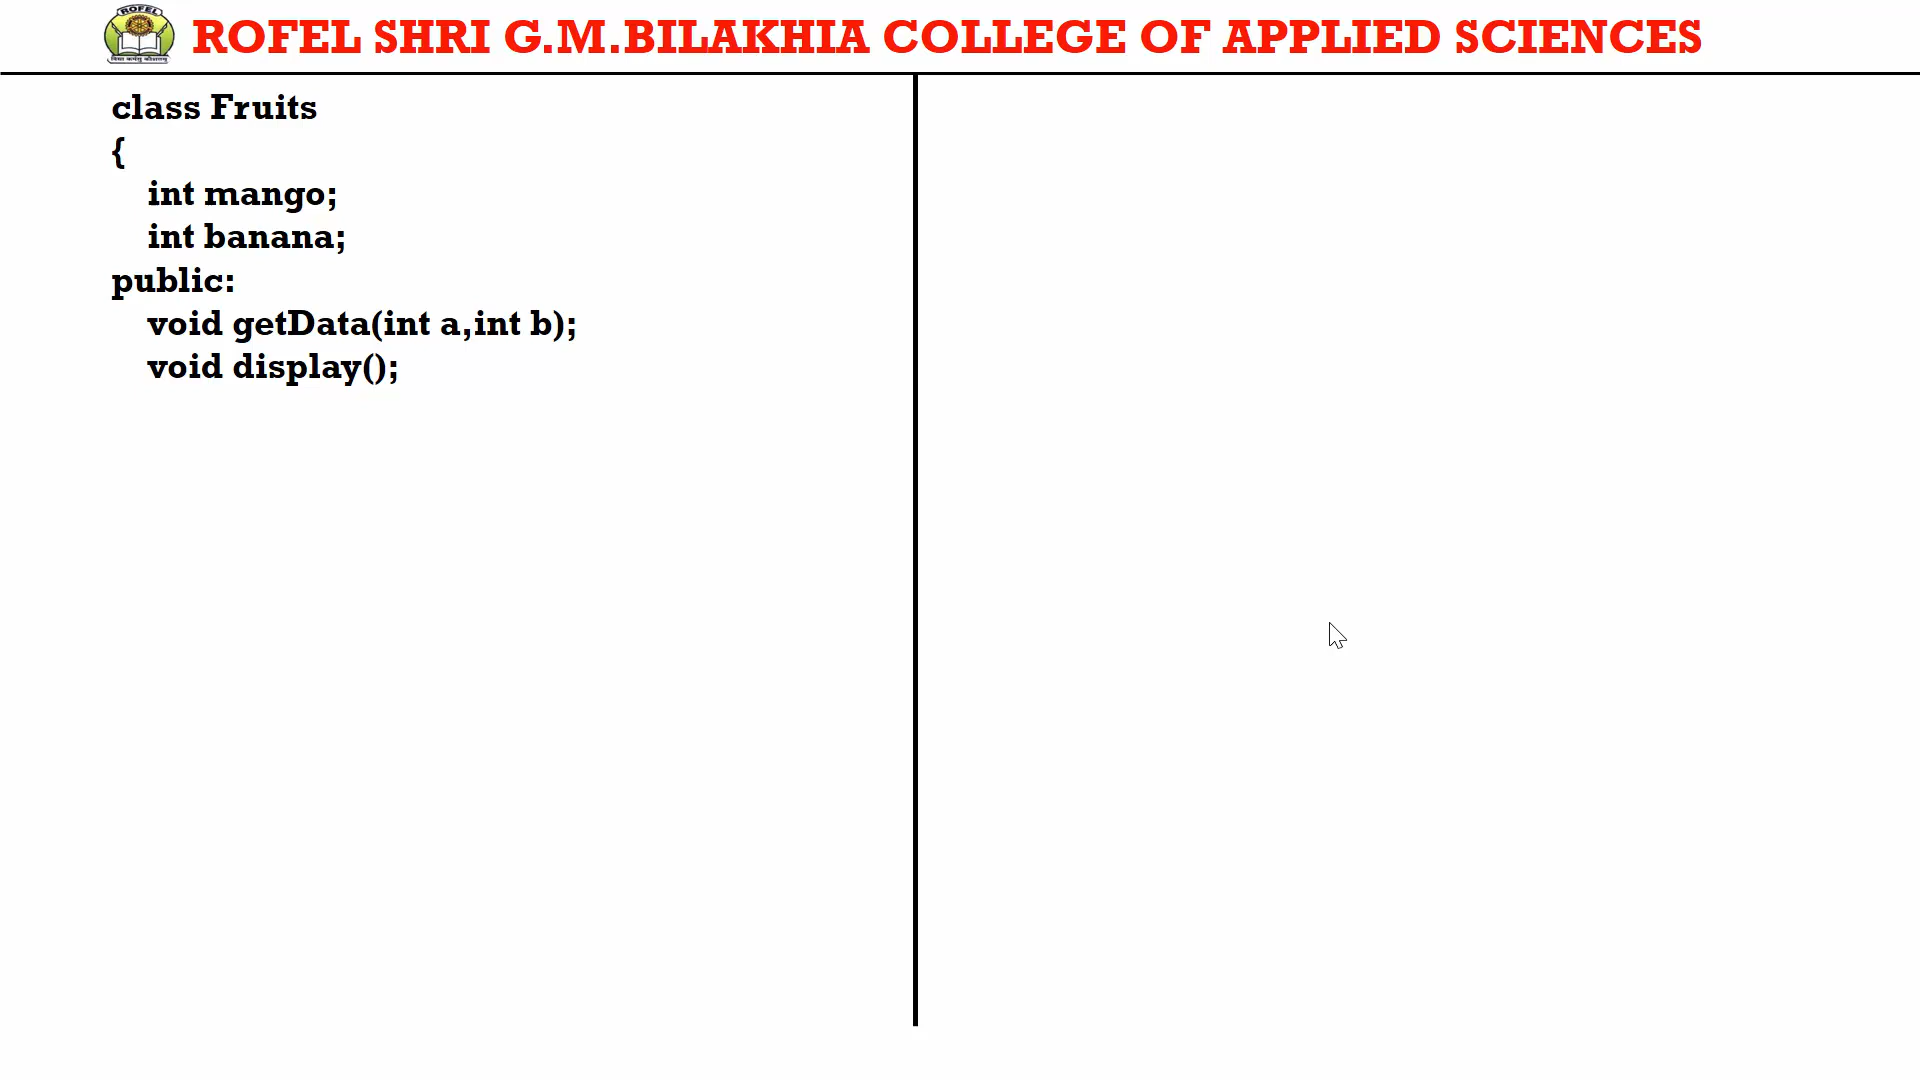 ROFEL
ROFEL SHRI G.M.BILAKHIA COLLEGE OF APPLIED SCIENCES
class Fruits
{
int mango;
int banana;
public:
void getData(int a,int b);
void display();